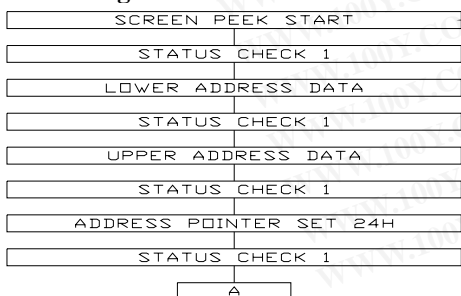 SCREEN PEEK START
STATUS CHECK 1
LOWER ADDRESS DATA
STATUS CHECK 1
UPPER ADDRESS DATA
STATUS CHECK 1
ADDRESS POINTER SET 24H
STATUS CHECK 1
A